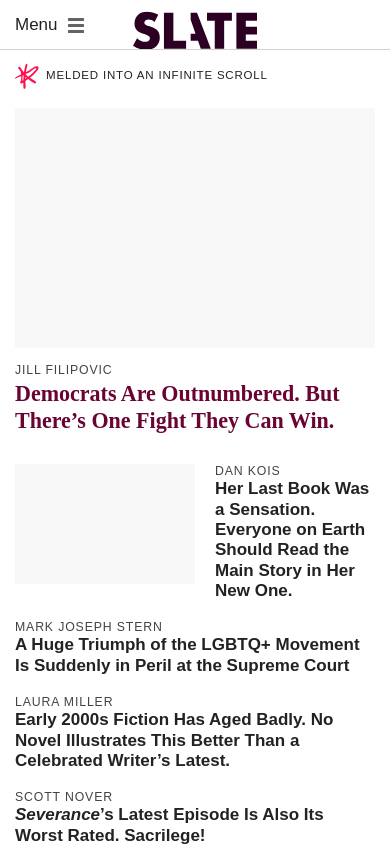 Menu
SLATE
MELDED INTO AN INFINITE SCROLL
JILL FILIPOVIC
Democrats Are Outnumbered. But
There’s One Fight They Can Win.
DAN KOIS
Her Last Book Was
a Sensation.
Everyone on Earth
Should Read the
Main Story in Her
New One.
MARK JOSEPH STERN
A Huge Triumph of the LGBTQ+ Movement
Is Suddenly in Peril at the Supreme Court
LAURA MILLER
Early 2000s Fiction Has Aged Badly. No
Novel Illustrates This Better Than a
Celebrated Writer’s Latest.
SCOTT NOVER
Severance’s Latest Episode Is Also Its
Worst Rated. Sacrilege!